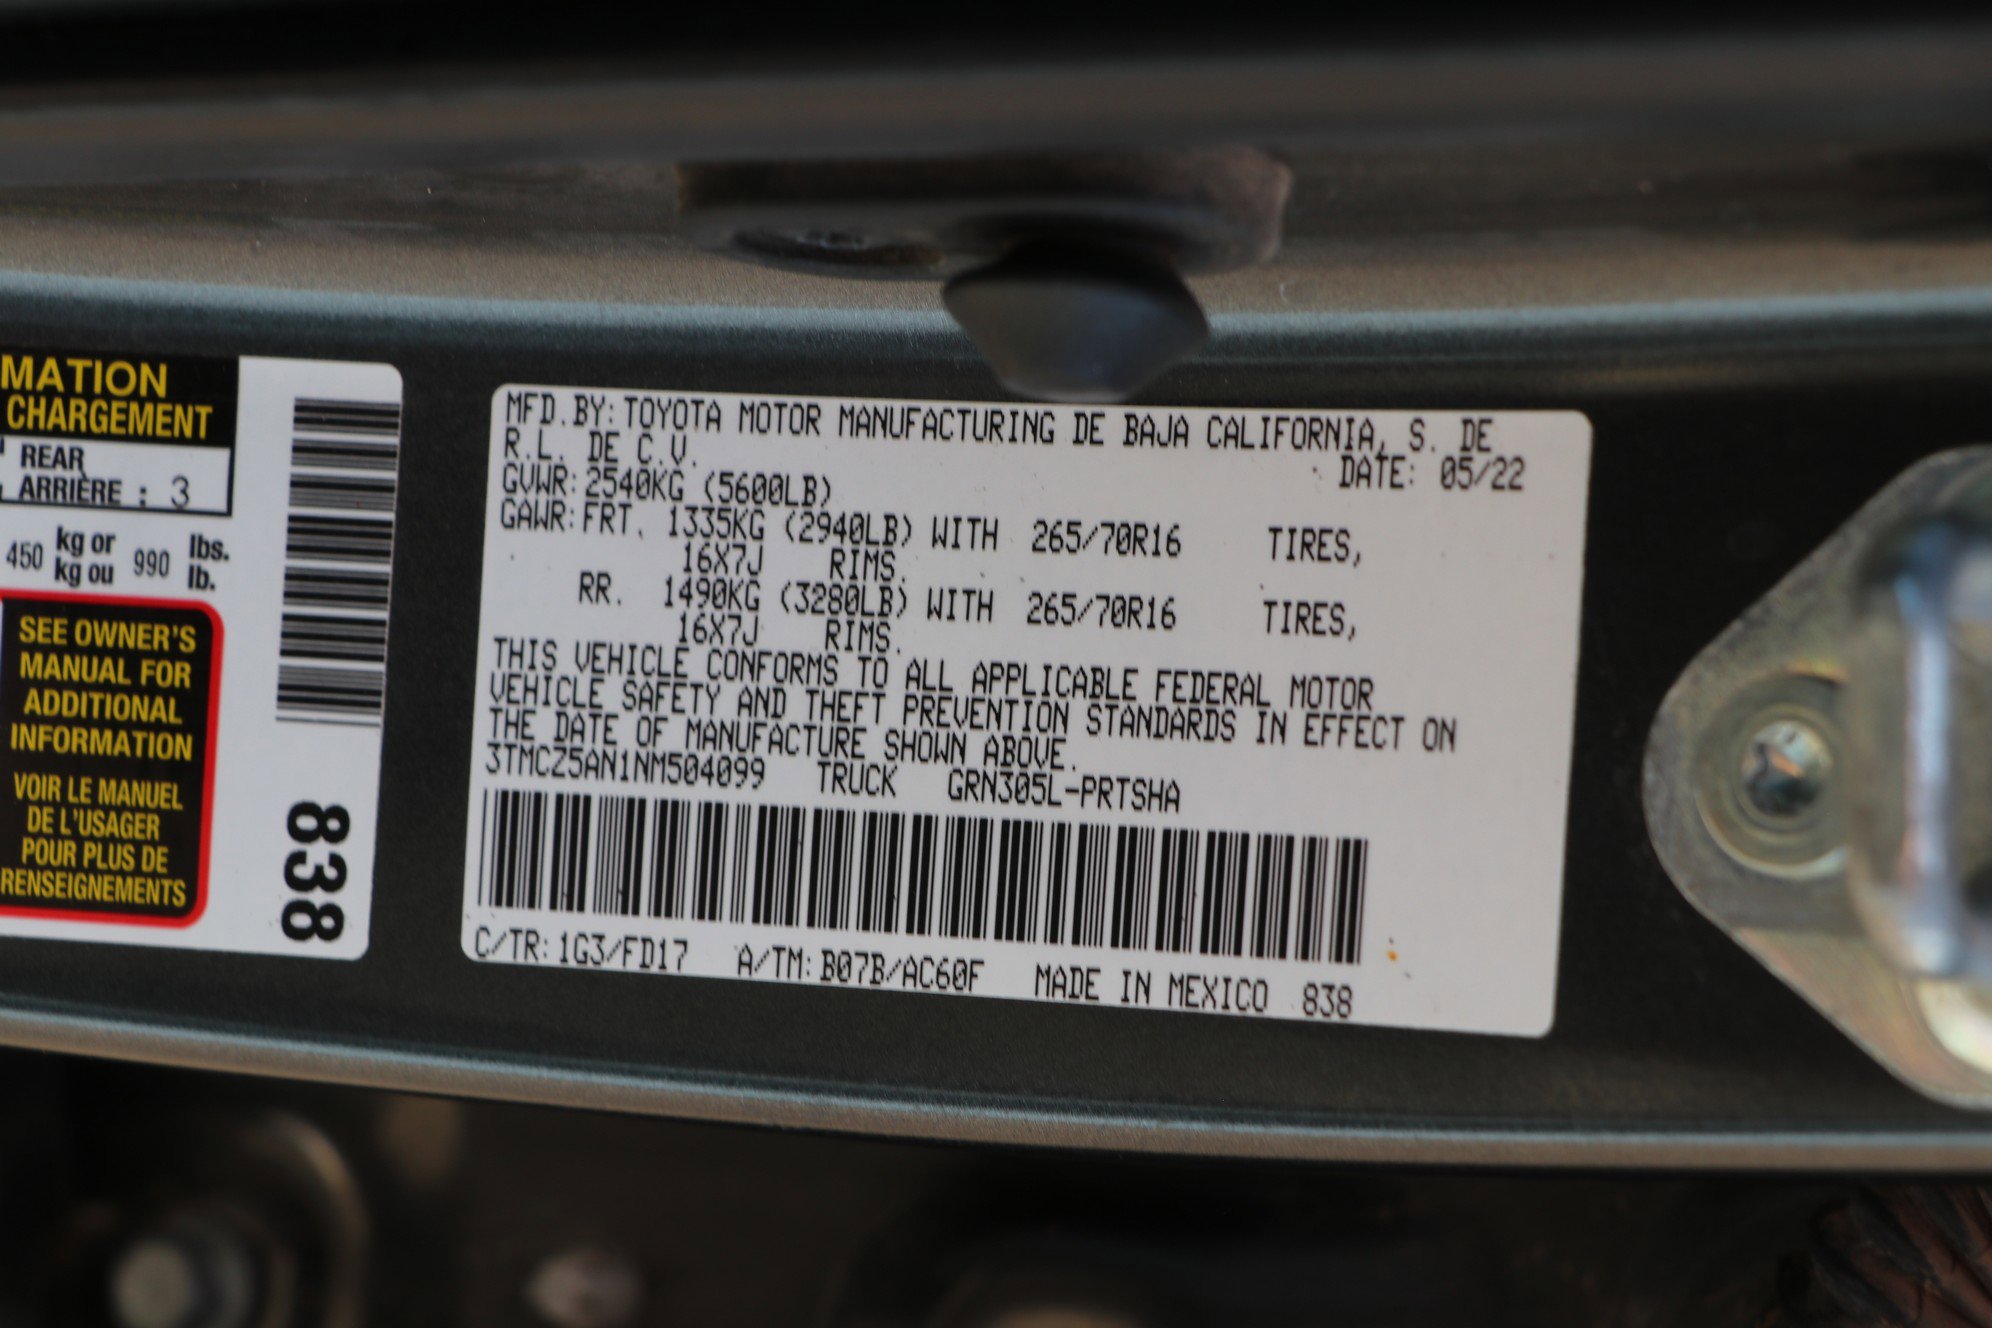 MATION
CHARGEMENT
REAR
ARRIÈRE : 3
450 kg or kg ou 990 lbs. lb.
SEE OWNER'S
MANUAL FOR
ADDITIONAL
INFORMATION
VOIR LE MANUEL
DE L'USAGER
POUR PLUS DE
RENSEIGNEMENTS
838
MFD.BY:TOYOTA MOTOR MANUFACTURING DE BAJA CALIFORNIA, S. DE
R.L. DE C.V.
DATE: 05/22
GVWR:2540KG (5600LB)
GAWR:FRT. 1335KG (2940LB) WITH 265/70R16 TIRES,
16X7J RIMS.
RR. 1490KG (3280LB) WITH 265/70R16 TIRES,
16X7J RIMS.
THIS VEHICLE CONFORMS TO ALL APPLICABLE FEDERAL MOTOR
VEHICLE SAFETY AND THEFT PREVENTION STANDARDS IN EFFECT ON
THE DATE OF MANUFACTURE SHOWN ABOVE.
3TMCZ5AN1NM504099 TRUCK GRN305L-PRTSHA
C/TR:1G3/FD17 A/TM:B07B/AC60F MADE IN MEXICO 838